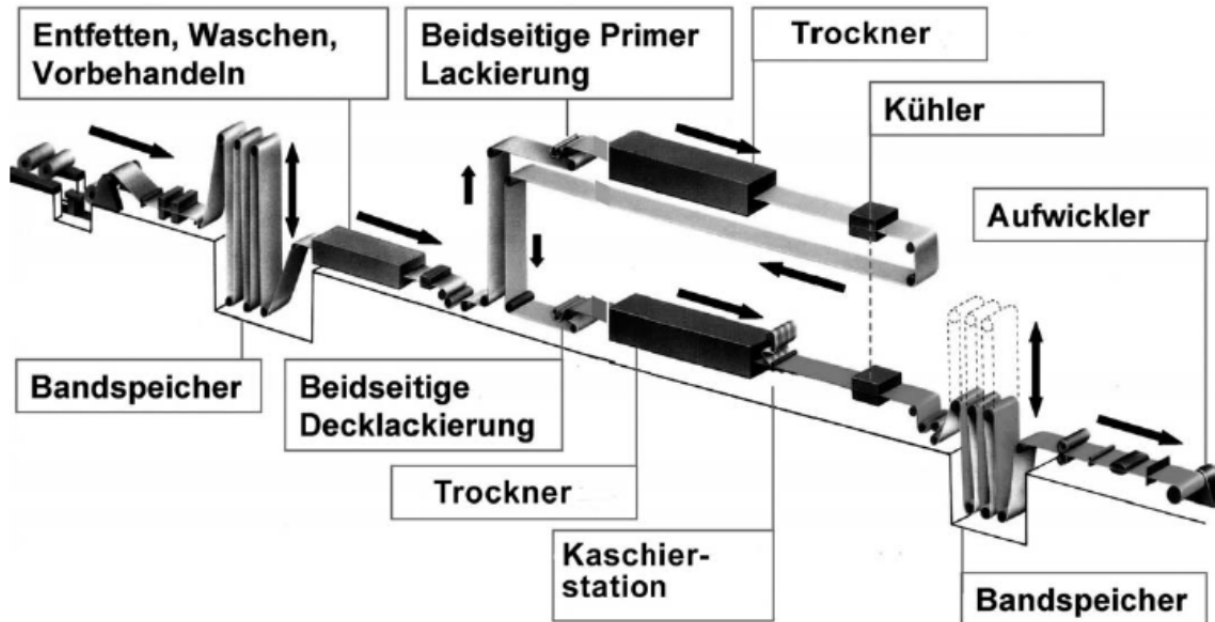 Entfetten, Waschen,
Vorbehandeln
Beidseitige Primer
Lackierung
Trockner
Kühler
Aufwickler
Bandspeicher
Beidseitige
Decklackierung
Trockner
Kaschier-
station
Bandspeicher